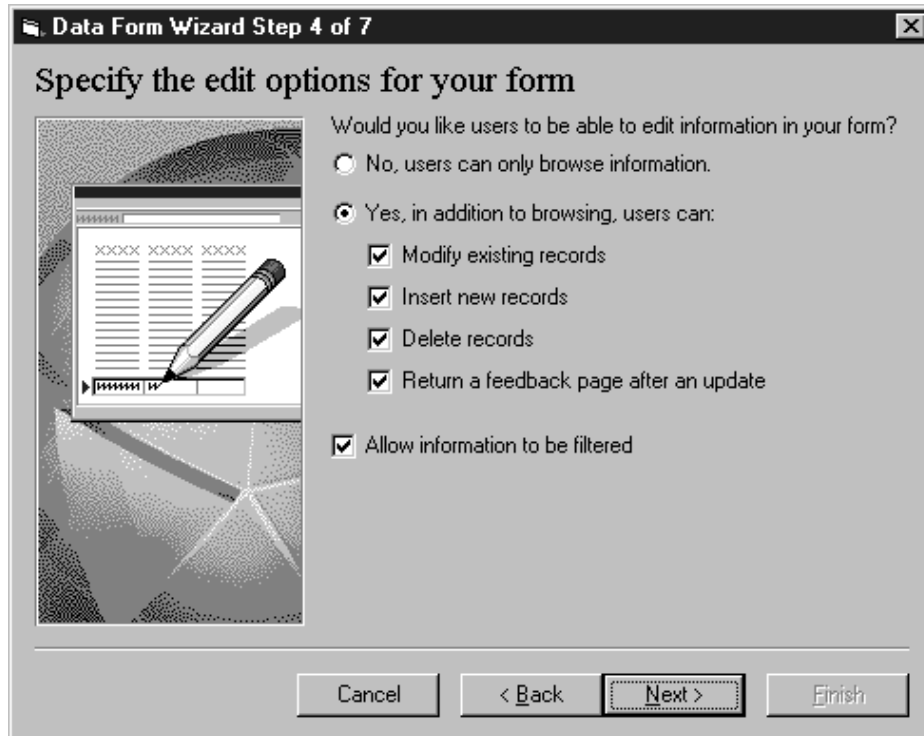 Data Form Wizard Step 4 of 7
Specify the edit options for your form
Would you like users to be able to edit information in your form?
No, users can only browse information.
Yes, in addition to browsing, users can:
Modify existing records
Insert new records
Delete records
Return a feedback page after an update
Allow information to be filtered
XXXX XXXX XXXX
Cancel
< Back
Next >
Finish